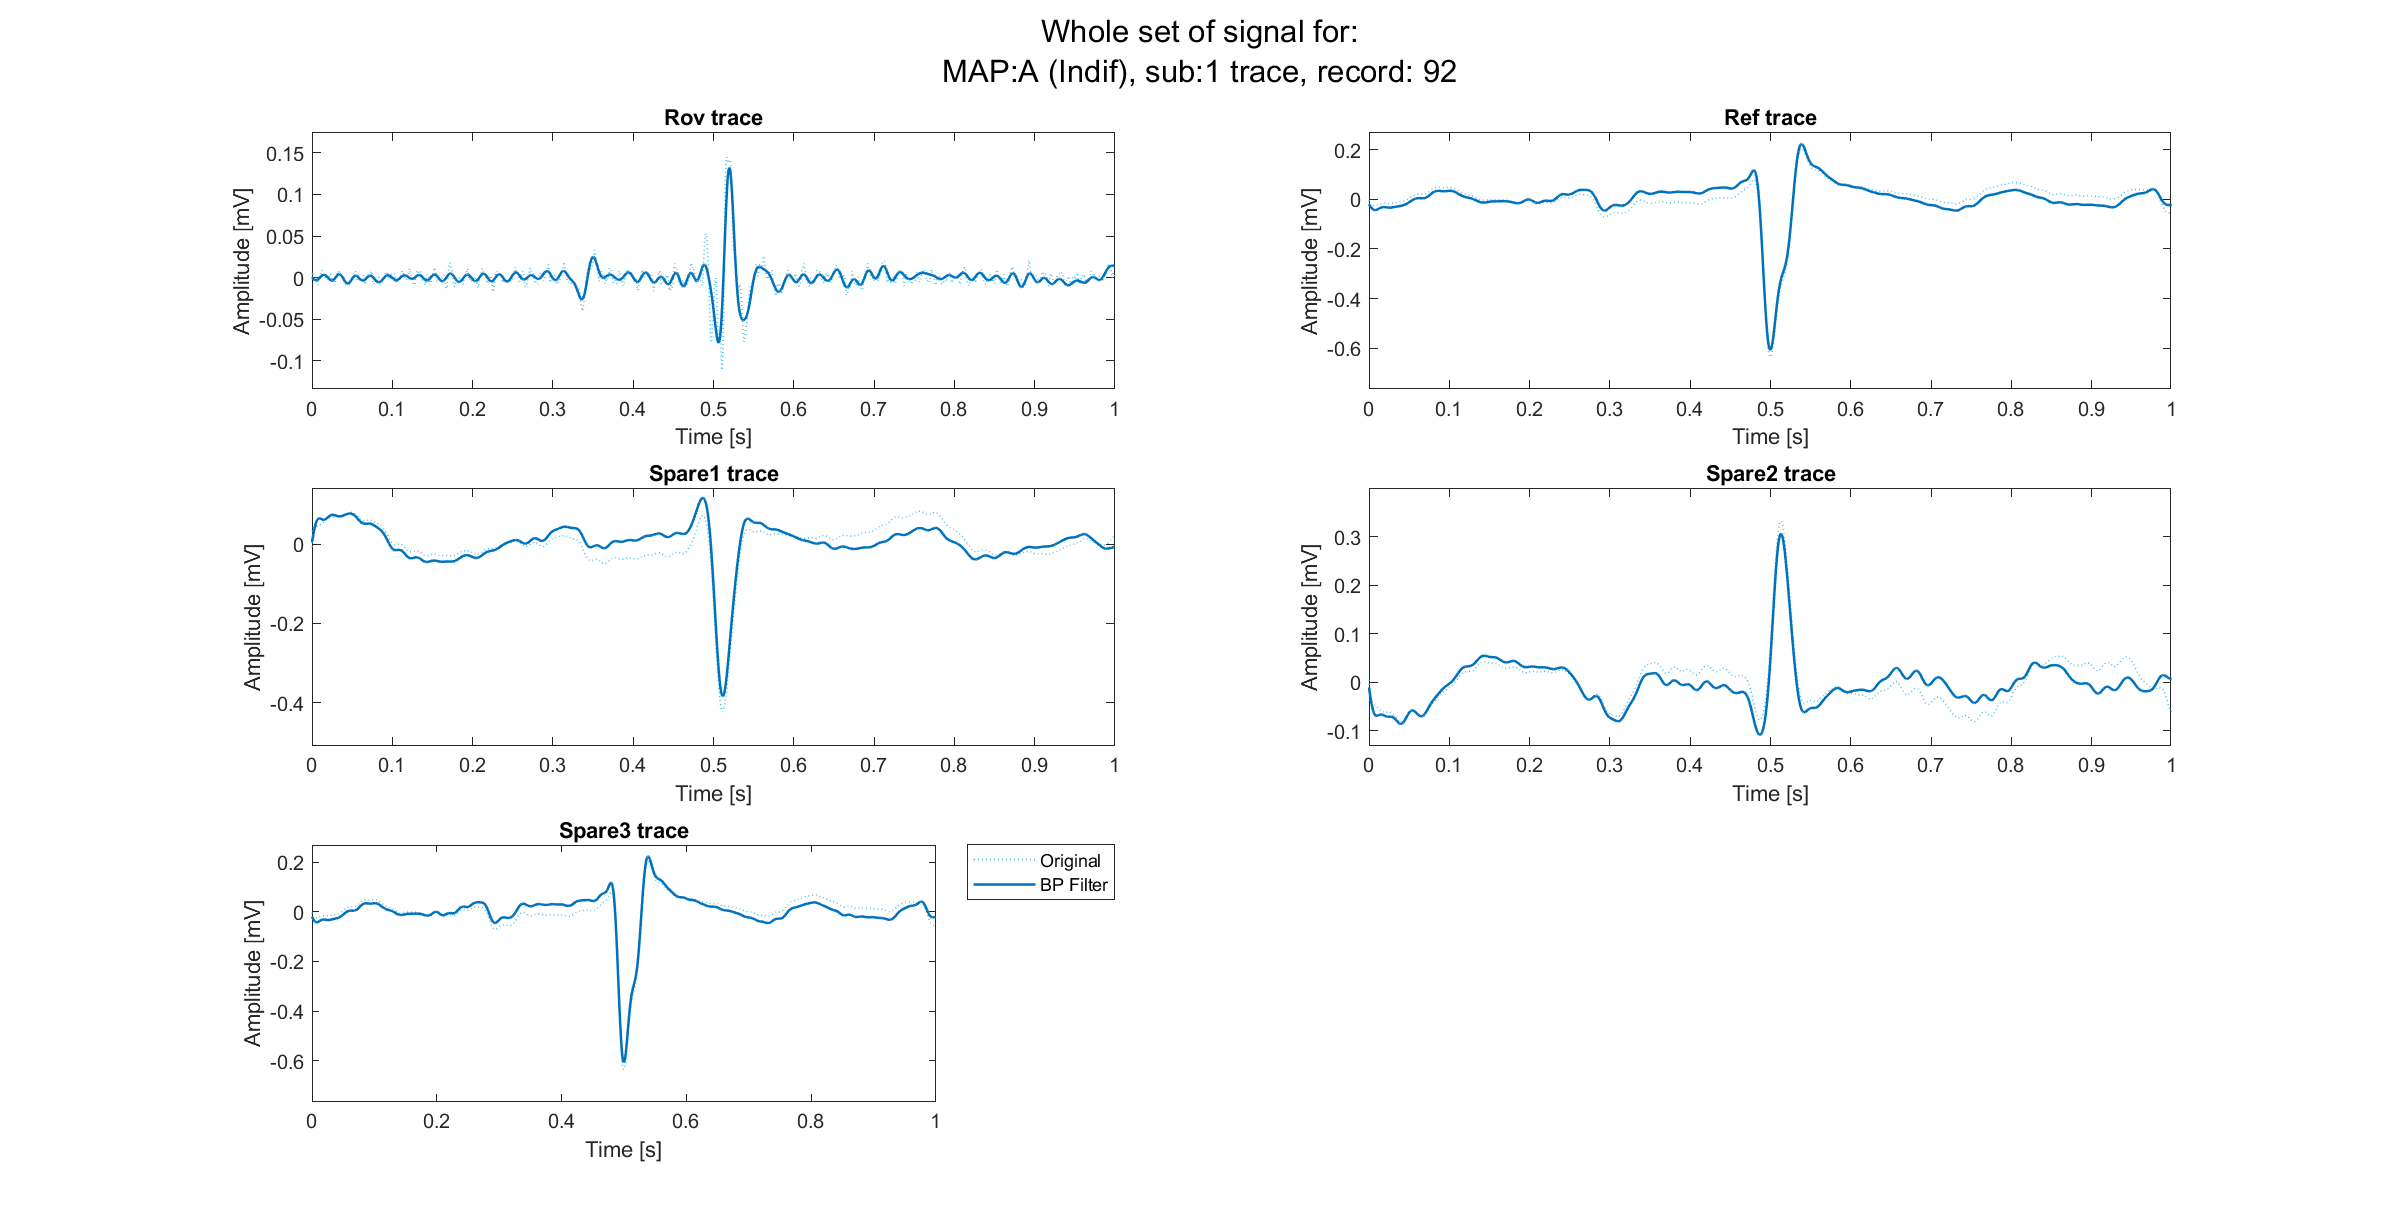 Whole set of signal for:
MAP:A (Indif), sub:1 trace, record: 92
Rov trace
Amplitude [mV]
0.15
0.1
0.05
0
-0.05
-0.1
0 0.1 0.2 0.3 0.4 0.5 0.6 0.7 0.8 0.9 1
Time [s]
Ref trace
Amplitude [mV]
0.2
0
-0.2
-0.4
-0.6
0 0.1 0.2 0.3 0.4 0.5 0.6 0.7 0.8 0.9 1
Time [s]
Spare1 trace
Amplitude [mV]
0
-0.2
-0.4
0 0.1 0.2 0.3 0.4 0.5 0.6 0.7 0.8 0.9 1
Time [s]
Spare2 trace
Amplitude [mV]
0.3
0.2
0.1
0
-0.1
0 0.1 0.2 0.3 0.4 0.5 0.6 0.7 0.8 0.9 1
Time [s]
Spare3 trace
Amplitude [mV]
0.2
0
-0.2
-0.4
-0.6
0 0.2 0.4 0.6 0.8 1
Time [s]
Original
BP Filter